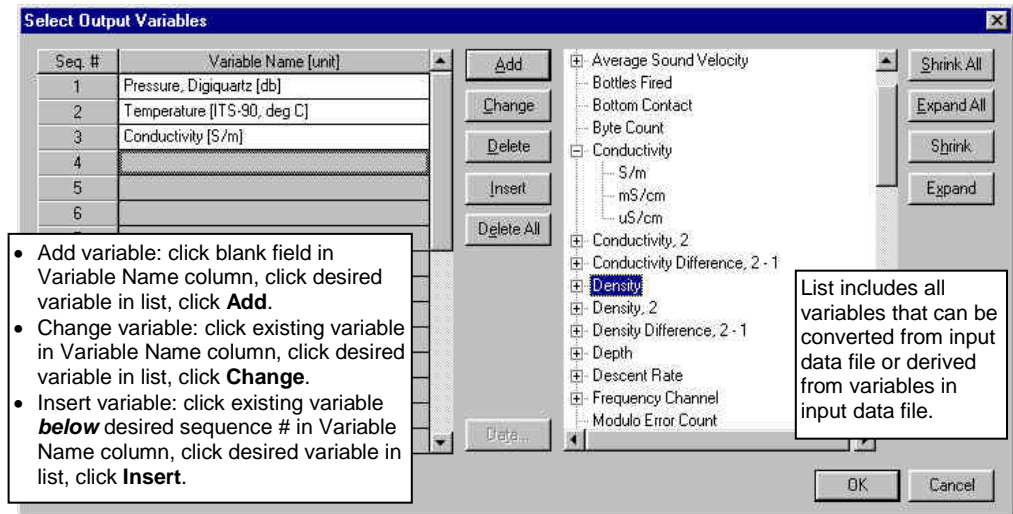 Select Output Variables
Seq. #
Variable Name [unit]
1
Pressure, Digiquartz [db]
2
Temperature [ITS-90, deg C]
3
Conductivity [S/m]
4
5
6
Add
Change
Delete
Insert
Delete All
Data...
Average Sound Velocity
Bottles Fired
Bottom Contact
Byte Count
Conductivity
S/m
mS/cm
uS/cm
Conductivity, 2
Conductivity Difference, 2 - 1
Density
Density, 2
Density Difference, 2 - 1
Depth
Descent Rate
Frequency Channel
Modulo Error Count
Shrink All
Expand All
Shrink
Expand
• Add variable: click blank field in
Variable Name column, click desired
variable in list, click Add.
• Change variable: click existing variable
in Variable Name column, click desired
variable in list, click Change.
• Insert variable: click existing variable
below desired sequence # in Variable
Name column, click desired variable in
list, click Insert.
List includes all
variables that can be
converted from input
data file or derived
from variables in
input data file.
OK
Cancel